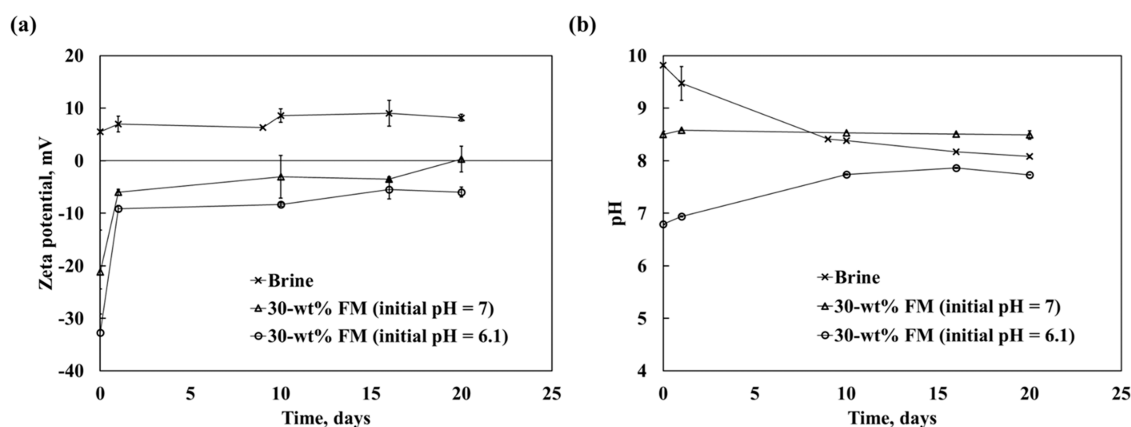 (a)
20
10
0
-10
-20
-30
-40
Zeta potential, mV
0
5
10
15
20
25
Time, days
Brine
30-wt% FM (initial pH = 7)
30-wt% FM (initial pH = 6.1)
(b)
10
9
8
7
6
5
4
pH
0
5
10
15
20
25
Time, days
Brine
30-wt% FM (initial pH = 7)
30-wt% FM (initial pH = 6.1)